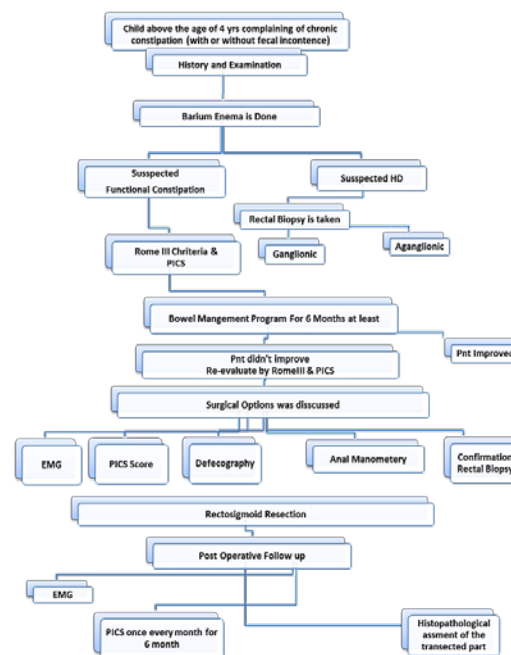 Child above the age of 4 yrs complaining of chronic
constipation (with or without fecal incontence)
History and Examination
Barium Enema is Done
Susspected
Functional Constipation
Susspected HD
Rectal Biopsy is taken
Ganglionic
Aganglionic
Rome III Chriteria &
PICS
Bowel Mangement Program For 6 Months at least
Pnt Improved
Pnt didn't improve
Re-evaluate by RomeIII & PICS
Surgical Options was disscussed
EMG
PICS Score
Defecography
Anal Manometery
Confirmation
Rectal Biopsy
Rectosigmoid Resection
Post Operative Follow up
EMG
PICS once every month for
6 month
Histopathological
assment of the
transected part